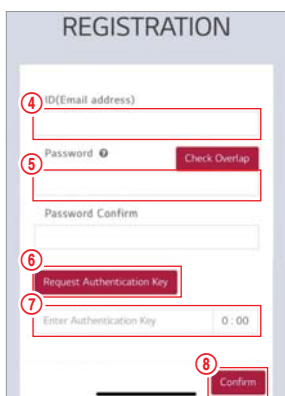 REGISTRATION
④ ID(Email address)
Password ?
Check Overlap
⑤
Password Confirm
⑥
Request Authentication Key
⑦
Enter Authentication Key 0 : 00
⑧
Confirm